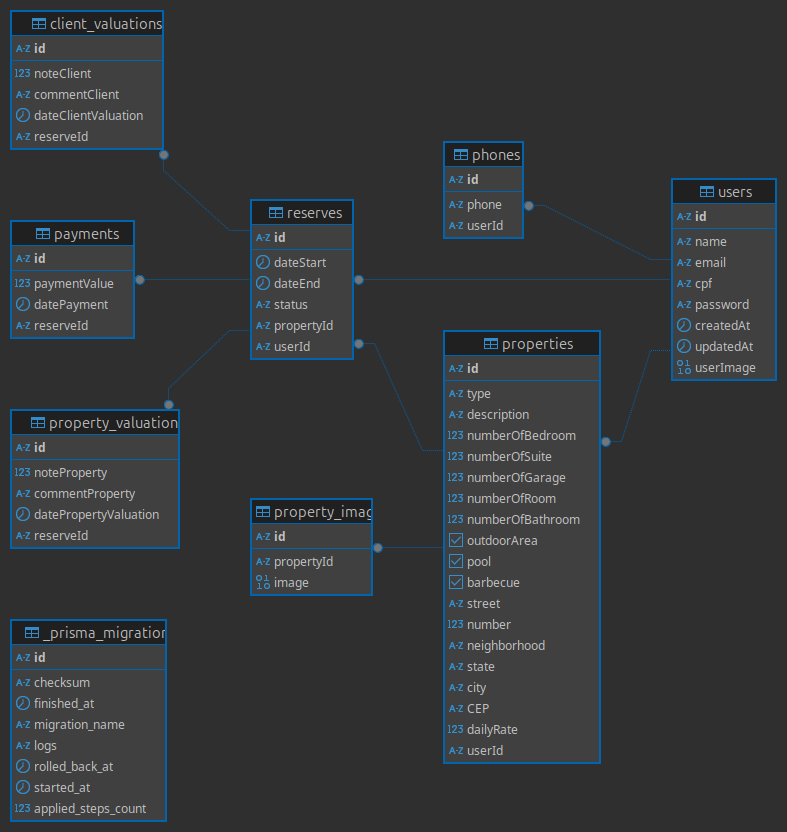 client_valuations
A-Z id
123 noteClient
A-Z commentClient
dateClientValuation
A-Z reserveId
payments
A-Z id
123 paymentValue
datePayment
A-Z reserveId
property_valuation
A-Z id
123 noteProperty
A-Z commentProperty
datePropertyValuation
A-Z reserveId
_prisma_migration
A-Z id
A-Z checksum
finished_at
A-Z migration_name
A-Z logs
rolled_back_at
started_at
123 applied_steps_count
reserves
A-Z id
dateStart
dateEnd
A-Z status
A-Z propertyId
A-Z userId
property_imag
A-Z id
A-Z propertyId
image
phones
A-Z id
A-Z phone
A-Z userId
properties
A-Z id
A-Z type
A-Z description
123 numberOfBedroom
123 numberOfSuite
123 numberOfGarage
123 numberOfRoom
123 numberOfBathroom
outdoorArea
pool
barbecue
A-Z street
123 number
A-Z neighborhood
A-Z state
A-Z city
A-Z CEP
123 dailyRate
A-Z userId
users
A-Z id
A-Z name
A-Z email
A-Z cpf
A-Z password
createdAt
updatedAt
userImage